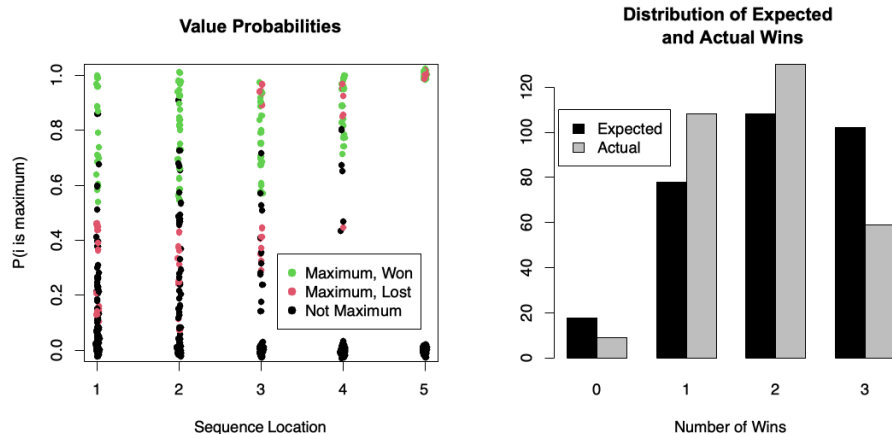 Value Probabilities
P(i is maximum)
1.0
0.8
0.6
0.4
0.2
0.0
Maximum, Won
Maximum, Lost
Not Maximum
1 2 3 4 5
Sequence Location
Distribution of Expected
and Actual Wins
120
100
80
60
40
20
0
Expected
Actual
0 1 2 3
Number of Wins